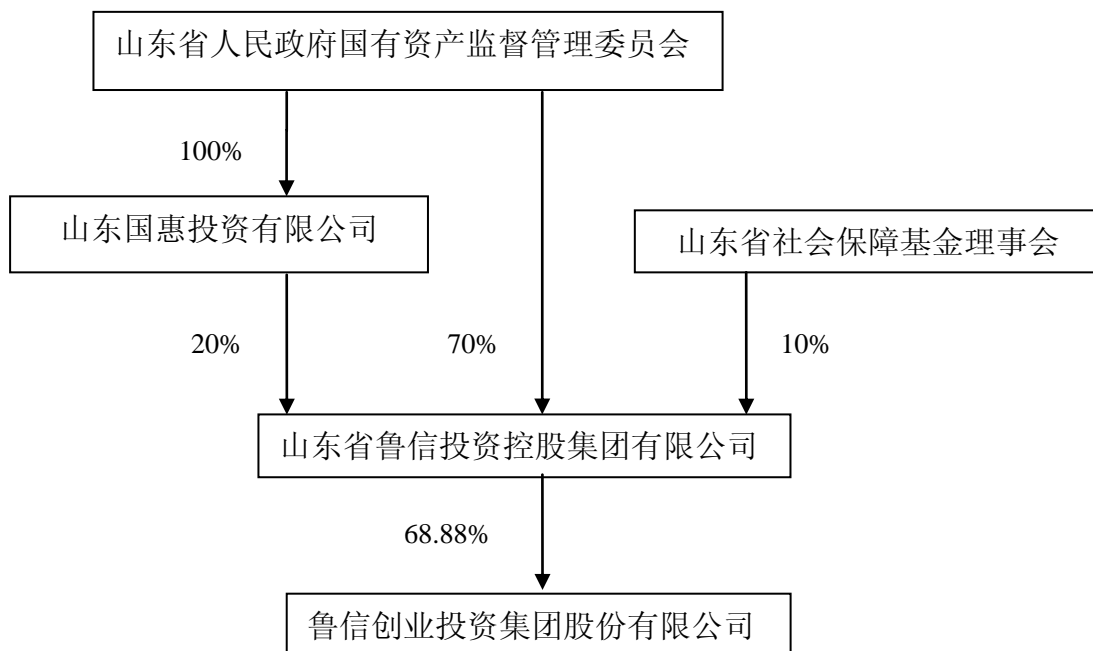 山东省人民政府国有资产监督管理委员会
100%
山东国惠投资有限公司
山东省社会保障基金理事会
20%
70%
10%
山东省鲁信投资控股集团有限公司
68.88%
鲁信创业投资集团股份有限公司